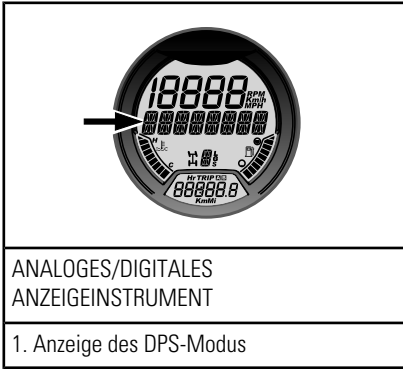 18888 RPM
Km/h
MPH
H
C
Hr TRIP A B
88888.8
KmMi
ANALOGES/DIGITALES
ANZEIGEINSTRUMENT
1. Anzeige des DPS-Modus